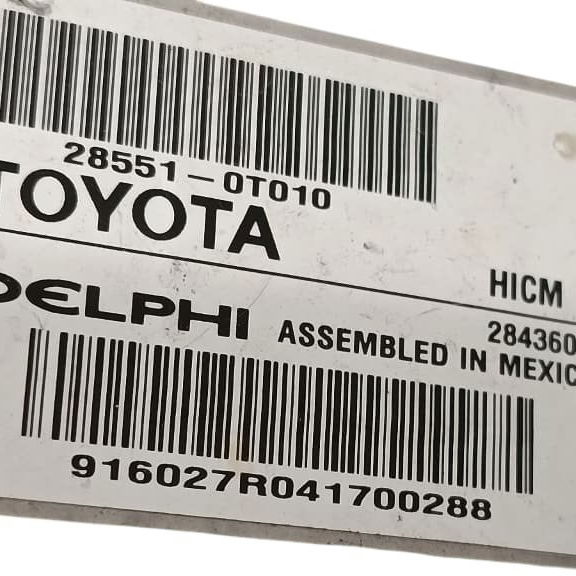 28551-0T010
TOYOTA
HICM
DELPHI
284360
ASSEMBLED IN MEXIC
916027R041700288